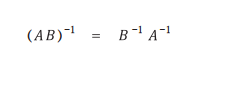 (AB)⁻¹ = B⁻¹ A⁻¹